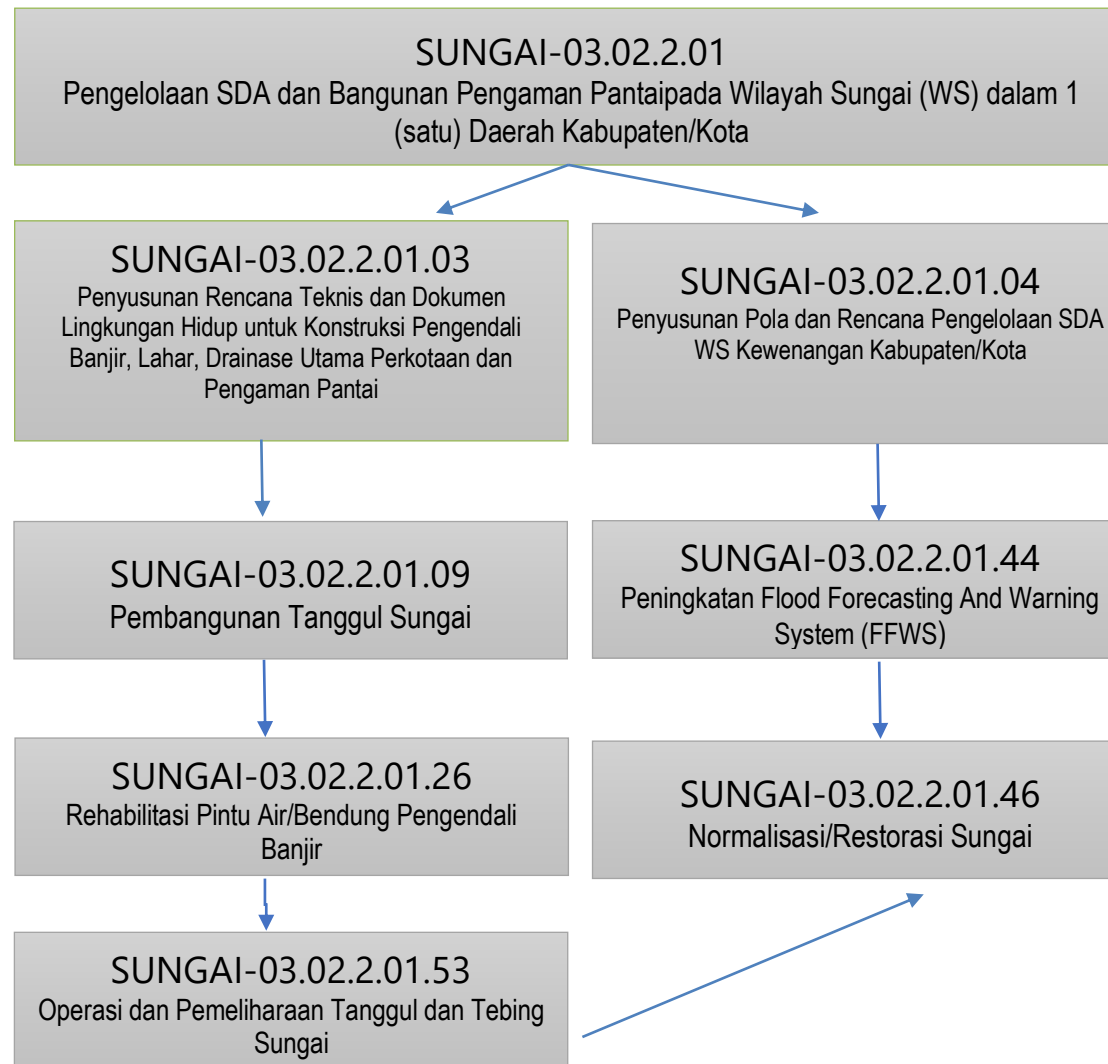 SUNGAI-03.02.2.01
Pengelolaan SDA dan Bangunan Pengaman Pantaipada Wilayah Sungai (WS) dalam 1
(satu) Daerah Kabupaten/Kota
SUNGAI-03.02.2.01.03
Penyusunan Rencana Teknis dan Dokumen
Lingkungan Hidup untuk Konstruksi Pengendali
Banjir, Lahar, Drainase Utama Perkotaan dan
Pengaman Pantai
SUNGAI-03.02.2.01.04
Penyusunan Pola dan Rencana Pengelolaan SDA
WS Kewenangan Kabupaten/Kota
SUNGAI-03.02.2.01.09
Pembangunan Tanggul Sungai
SUNGAI-03.02.2.01.44
Peningkatan Flood Forecasting And Warning
System (FFWS)
SUNGAI-03.02.2.01.26
Rehabilitasi Pintu Air/Bendung Pengendali
Banjir
SUNGAI-03.02.2.01.46
Normalisasi/Restorasi Sungai
SUNGAI-03.02.2.01.53
Operasi dan Pemeliharaan Tanggul dan Tebing
Sungai